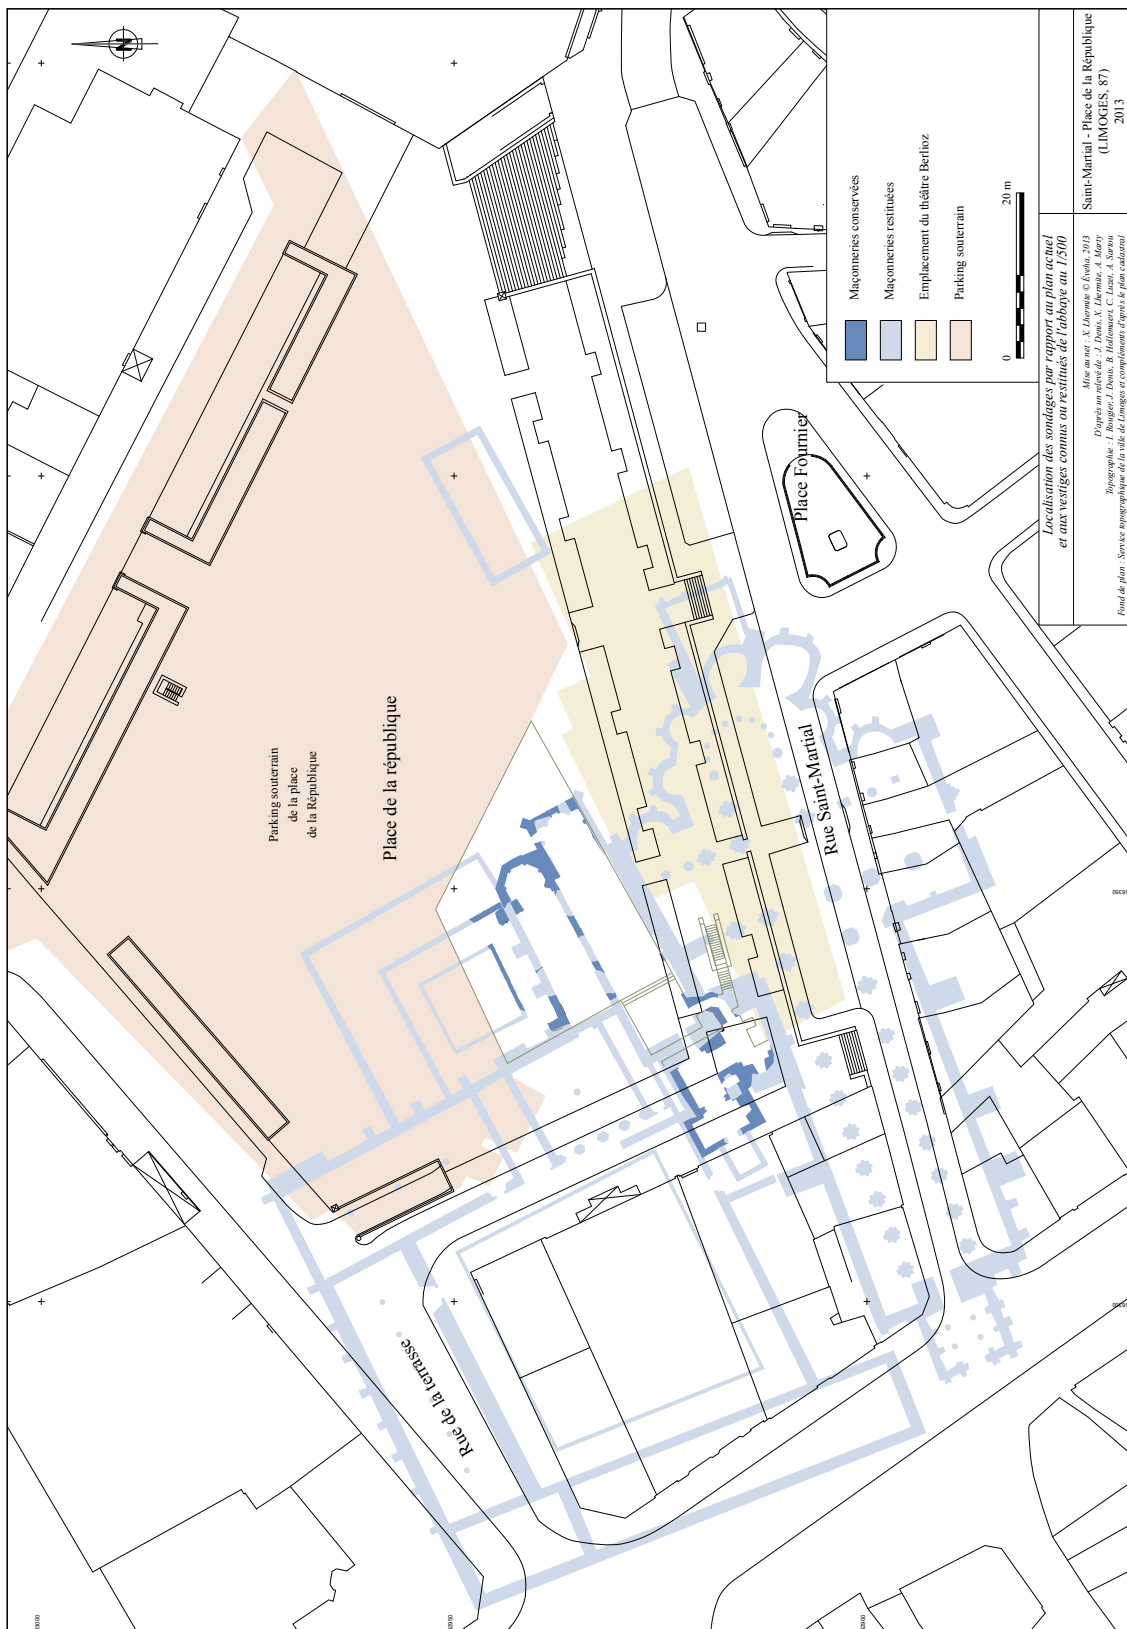 N
Parking souterrain
de la place
de la République
Place de la république
Rue de la terrasse
Rue Saint-Martial
Place Fournier
Maçonneries conservées
Maçonneries restituées
Emplacement du théâtre Berlioz
Parking souterrain
0
20 m
Localisation des sondages par rapport au plan actuel
et aux vestiges connus ou restitués de l'abbaye au 1/500
Mise au net : X. Lhermite © Éveha, 2013
D'après un relevé de : J. Denis, X. Lhermite, A. Marty
Topographie : I. Rougier, J. Denis, B. Hollemaert, C. Luzet, A. Sartou
Fond de plan : Service topographique de la ville de Limoges et compléments d'après le plan cadastral
Saint-Martial - Place de la République
(LIMOGES, 87)
2013